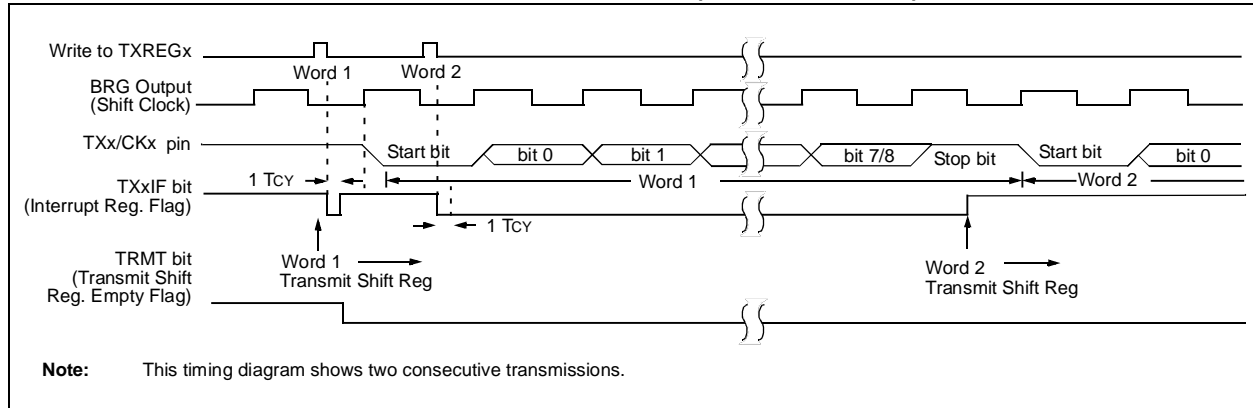 Write to TXREGx
Word 1 Word 2
BRG Output
(Shift Clock)
TXx/CKx pin
Start bit bit 0 bit 1 bit 7/8 Stop bit Start bit bit 0
1 TCY Word 1 Word 2
TXxIF bit
(Interrupt Reg. Flag)
1 TCY
TRMT bit
(Transmit Shift
Reg. Empty Flag)
Word 1
Transmit Shift Reg
Word 2
Transmit Shift Reg
Note: This timing diagram shows two consecutive transmissions.